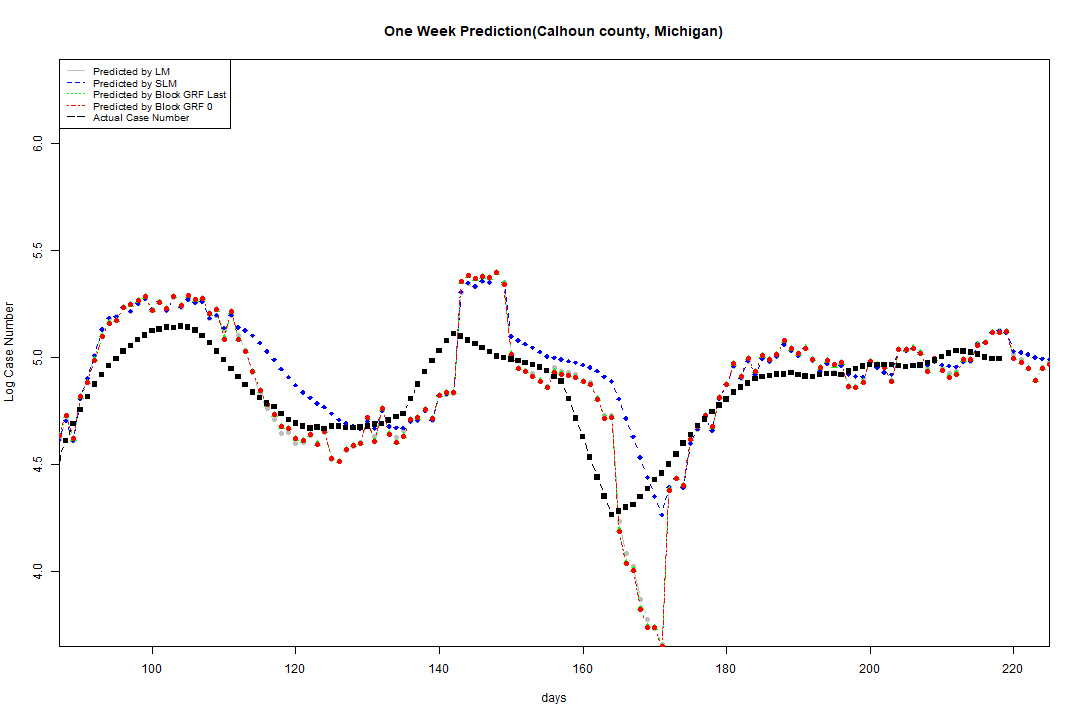 One Week Prediction(Calhoun county, Michigan)
Predicted by LM
Predicted by SLM
Predicted by Block GRF Last
Predicted by Block GRF 0
Actual Case Number
Log Case Number
6.0
5.5
5.0
4.5
4.0
100 120 140 160 180 200 220
days